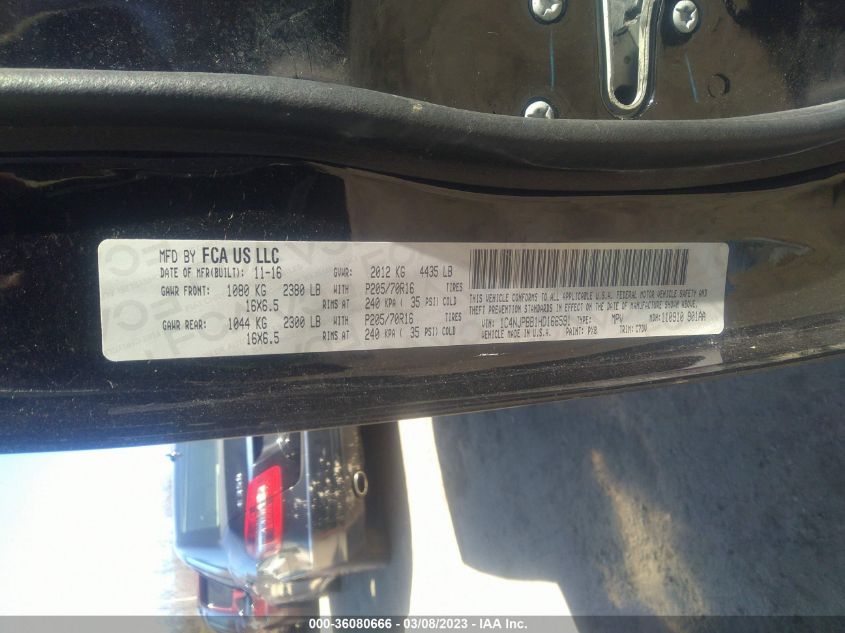 MFD BY FCA US LLC
DATE OF MFR(BUILT): 11-16 GVWR: 2012 KG 4435 LB
GAWR FRONT: 1080 KG 2380 LB WITH P205/70R16 TIRES
16X6.5 RIMS AT 240 KPA ( 35 PSI) COLD
GAWR REAR: 1044 KG 2300 LB WITH P205/70R16 TIRES
16X6.5 RIMS AT 240 KPA ( 35 PSI) COLD
THIS VEHICLE CONFORMS TO ALL APPLICABLE U.S.A. FEDERAL MOTOR VEHICLE SAFETY AND
THEFT PREVENTION STANDARDS IN EFFECT ON THE DATE OF MANUFACTURE SHOWN ABOVE.
VIN: 1C4NJPBB1HD166591 TYPE: MPV MDH: 110910 901AA
VEHICLE MADE IN U.S.A. PAINT: PX8 TRIM:
000-36080666 - 03/08/2023 - IAA Inc.